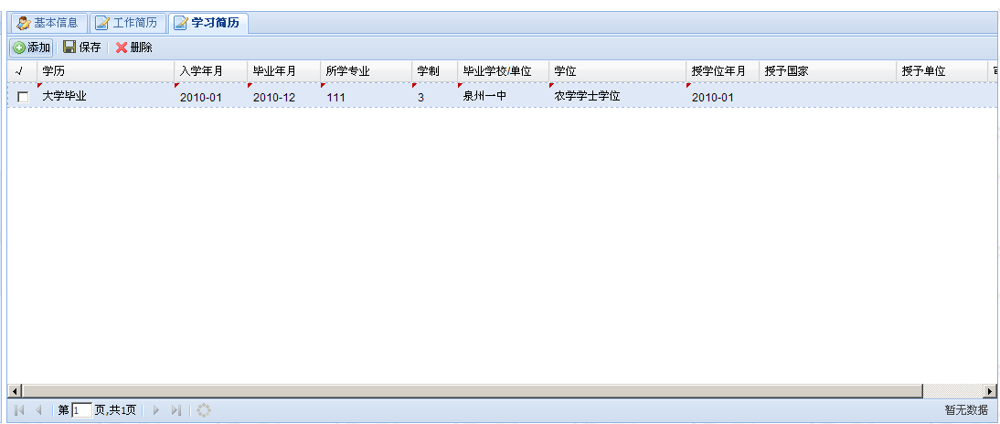 基本信息 工作简历 学习简历
添加 保存 删除
√ 学历 入学年月 毕业年月 所学专业 学制 毕业学校/单位 学位 授学位年月 授予国家 授予单位
大学毕业 2010-01 2010-12 111 3 泉州一中 农学学士学位 2010-01
第 1 页,共1页 暂无数据